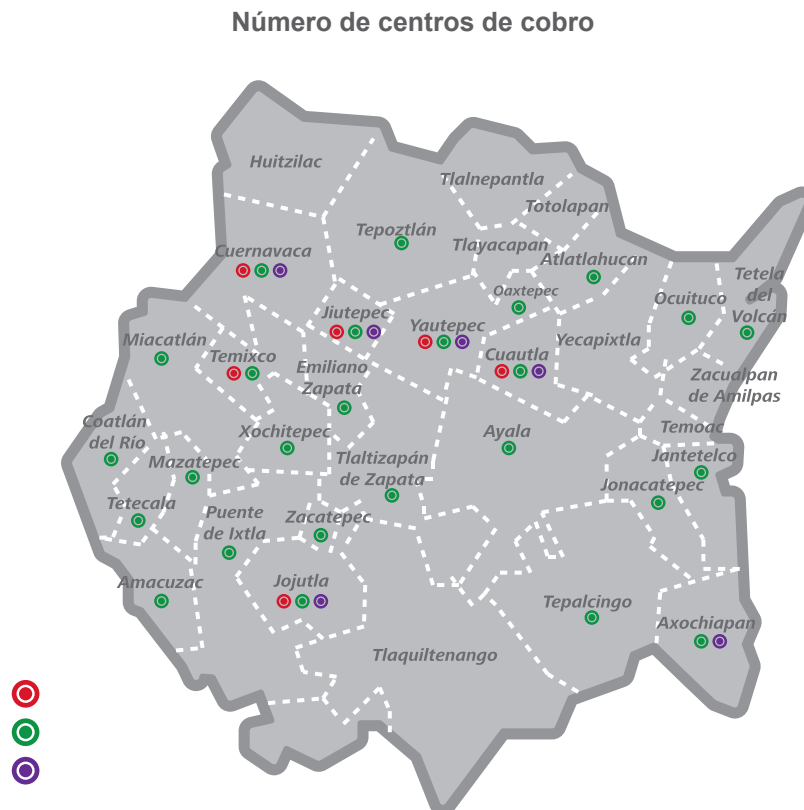 Número de centros de cobro
Huitzilac
Tlalnepantla
Totolapan
Tepoztlán
Tlayacapan
Cuernavaca
Atlatlahucan
Tetela
del
Volcán
Oaxtepec
Ocuituco
Jiutepec
Yautepec
Miacatlán
Temixco
Cuautla
Yecapixtla
Emiliano
Zapata
Zacualpan
de Amilpas
Coatlán
del Río
Xochitepec
Ayala
Temoac
Mazatepec
Tlaltizapán
de Zapata
Jantetelco
Jonacatepec
Tetecala
Puente
de Ixtla
Zacatepec
Amacuzac
Jojutla
Tepalcingo
Axochiapan
Tlaquiltenango